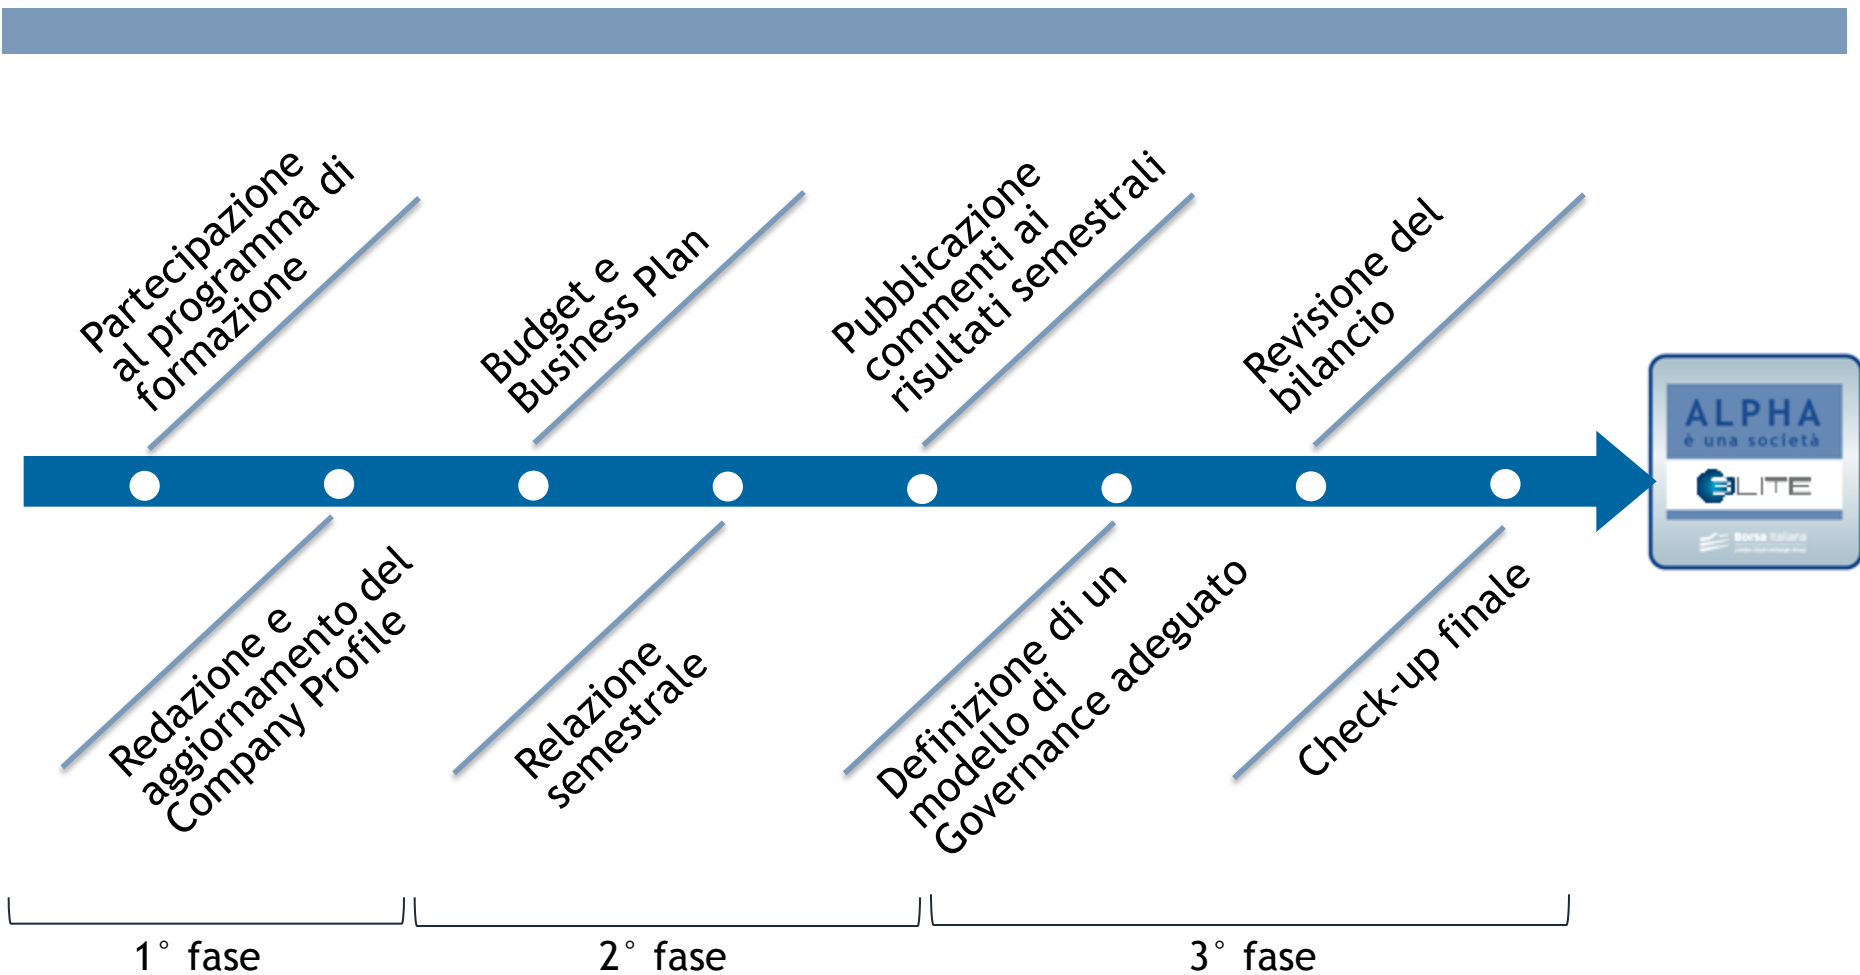 Partecipazione
al programma di
formazione
Budget e
Business Plan
Pubblicazione
commenti ai
risultati semestrali
Revisione del
bilancio
ALPHA
è una società
ELITE
Borsa Italiana
Redazione e
aggiornamento del
Company Profile
Relazione
semestrale
Definizione di un
modello di
Governance adeguato
Check-up finale
1° fase
2° fase
3° fase